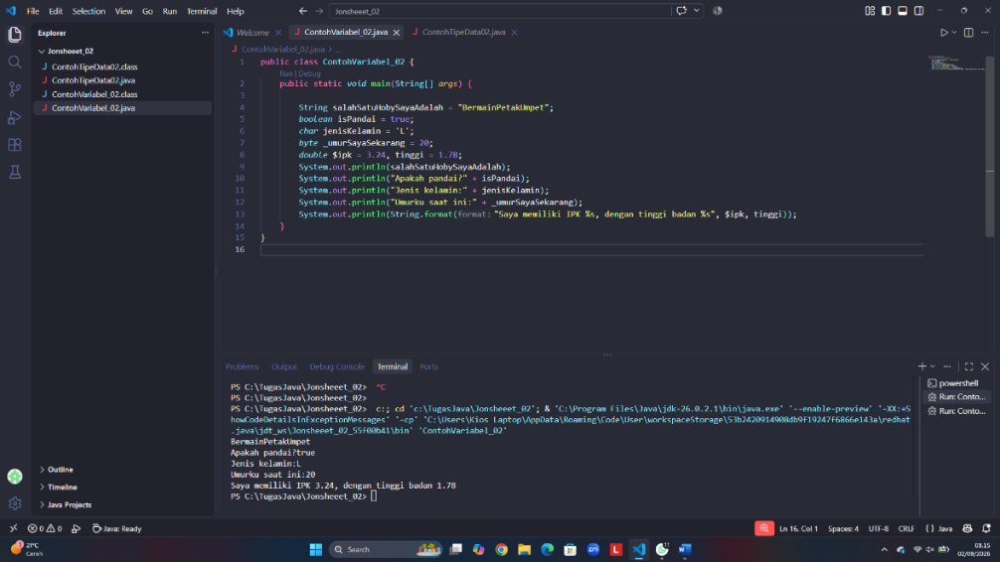 File Edit Selection View Go Run Terminal Help
Jonsheet_02
Explorer
Jonsheeet_02
ContohTipeData02.class
ContohTipeData02.java
ContohVariabel_02.class
ContohVariabel_02.java
Outline
Timeline
Java Projects
Welcome
ContohVariabel_02.java
ContohTipeData02.java
ContohVariabel_02.java > ...
1 public class ContohVariabel_02 {
Run | Debug
2 public static void main(String[] args) {
3
4 String salahSatuHobySayaAdalah = "BermainPetakUmpet";
5 boolean isPandai = true;
6 char jenisKelamin = 'L';
7 byte _umurSayaSekarang = 20;
8 double $ipk = 3.24, tinggi = 1.78;
9 System.out.println(salahSatuHobySayaAdalah);
10 System.out.println("Apakah pandai?" + isPandai);
11 System.out.println("Jenis kelamin:" + jenisKelamin);
12 System.out.println("Umurku saat ini:" + _umurSayaSekarang);
13 System.out.println(String.format(format:"Saya memiliki IPK %s, dengan tinggi badan %s", $ipk, tinggi));
14 }
15 }
16
Problems Output Debug Console Terminal Ports
PS C:\TugasJava\Jonsheeet_02> ^C
PS C:\TugasJava\Jonsheeet_02>
PS C:\TugasJava\Jonsheeet_02> c:; cd 'c:\TugasJava\Jonsheeet_02'; & 'C:\Program Files\Java\jdk-26.0.2.1\bin\java.exe' '--enable-preview' '-XX:+S
howCodeDetailsInExceptionMessages' '-cp' 'C:\Users\Kios Laptop\AppData\Roaming\Code\User\workspaceStorage\53b2420914908db9f19247f6866e143a\redhat
.java\jdt_ws\Jonsheeet_02_55f00b41\bin' 'ContohVariabel_02'
BermainPetakUmpet
Apakah pandai?true
Jenis kelamin:L
Umurku saat ini:20
Saya memiliki IPK 3.24, dengan tinggi badan 1.78
PS C:\TugasJava\Jonsheeet_02>
powershell
Run: Conto...
Run: Conto...
0 0
Java: Ready
Ln 16, Col 1 Spaces: 4 UTF-8 CRLF {} Java
21°C
Cerah
Search
08.15
02/09/2026